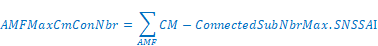 AMFMaxCmConNbr = ∑ CM − ConnectedSubNbrMax.SNSSAI
AMF